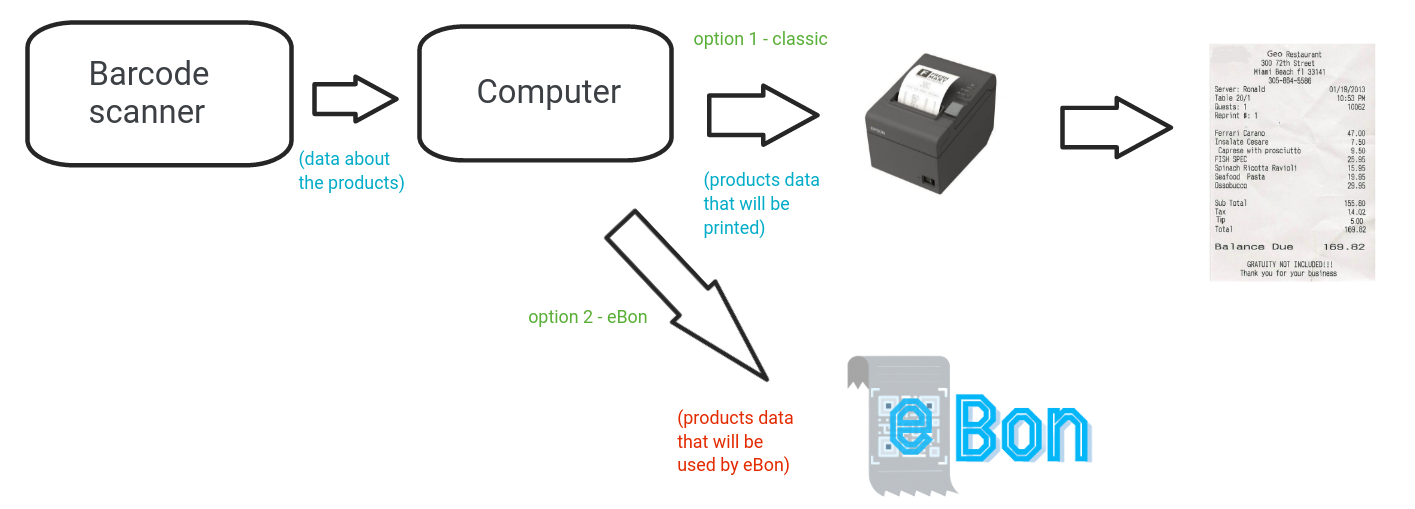 Barcode
scanner
(data about
the products)
Computer
option 1 - classic
(products data
that will be
printed)
EPSON
FRESH
MART
Geo Restaurant
300 72th Street
Miami Beach fl 33141
305-864-5586
Server: Ronald 01/19/2013
Table 20/1 10:53 PM
Guests: 1 10062
Reprint #: 1
Ferrari Carano 47.00
Insalate Cesare 7.50
Caprese with prosciutto 9.50
FISH SPEC 25.95
Spinach Ricotta Ravioli 15.95
Seafood Pasta 19.95
Ossobucco 29.95
Sub Total 155.80
Tax 14.02
Tip 5.00
Total 169.82
Balance Due 169.82
GRATUITY NOT INCLUDED!!!
Thank you for your business
option 2 - eBon
(products data
that will be
used by eBon)
eBon